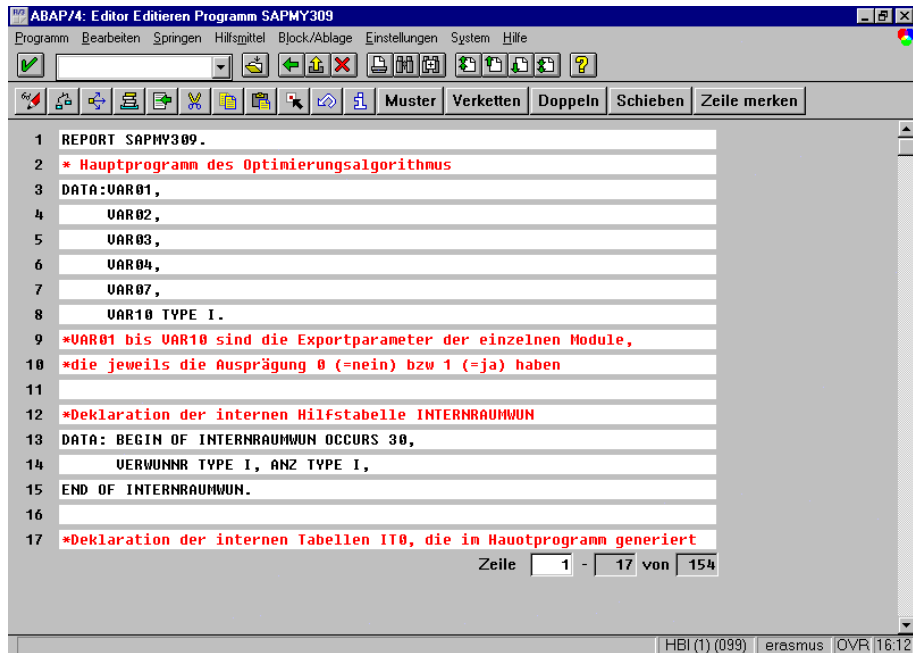 ABAP/4: Editor Editieren Programm SAPMY309
Programm Bearbeiten Springen Hilfsmittel Block/Ablage Einstellungen System Hilfe
Muster Verketten Doppeln Schieben Zeile merken
1 REPORT SAPMY309.
2 * Hauptprogramm des Optimierungsalgorithmus
3 DATA:VAR01,
4 VAR02,
5 VAR03,
6 VAR04,
7 VAR07,
8 VAR10 TYPE I.
9 *VAR01 bis VAR10 sind die Exportparameter der einzelnen Module,
10 *die jeweils die Ausprägung 0 (=nein) bzw 1 (=ja) haben
11
12 *Deklaration der internen Hilfstabelle INTERNRAUMWUN
13 DATA: BEGIN OF INTERNRAUMWUN OCCURS 30,
14 VERWUNNR TYPE I, ANZ TYPE I,
15 END OF INTERNRAUMWUN.
16
17 *Deklaration der internen Tabellen IT0, die im Hauotprogramm generiert
Zeile 1 - 17 von 154
HBI (1) (099) erasmus OVR 16:12